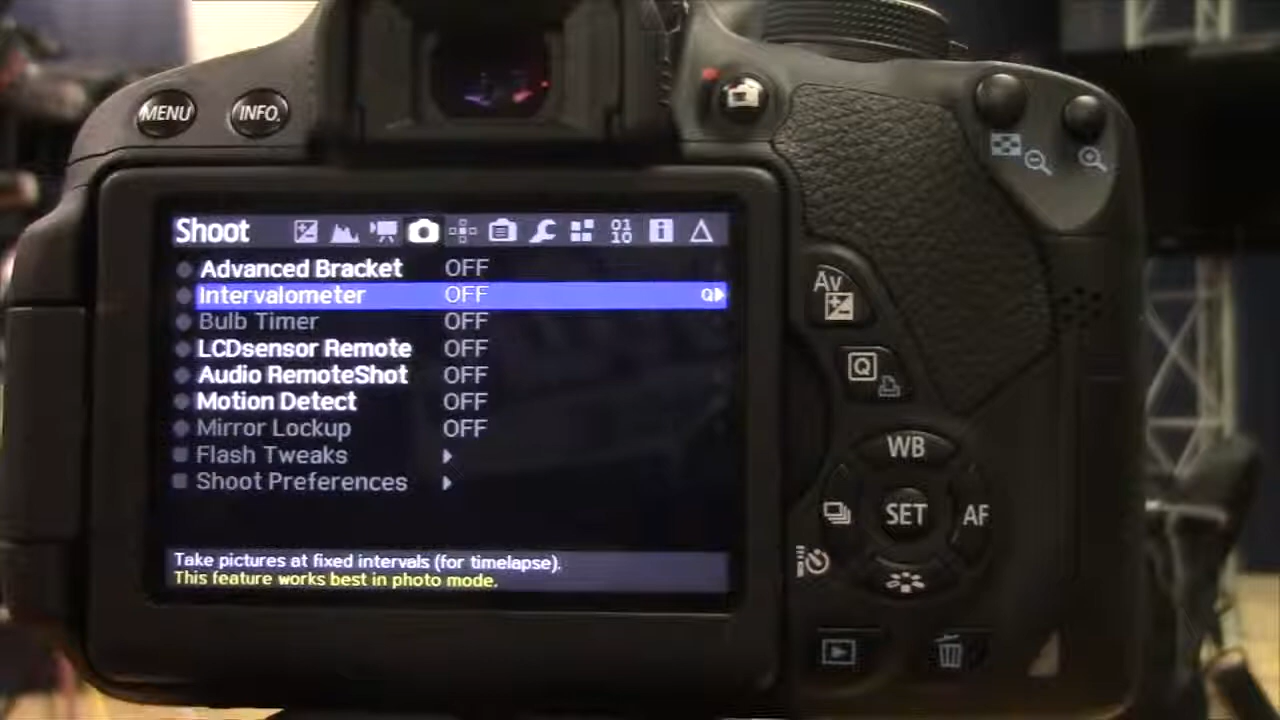 MENU
INFO.
Shoot
Advanced Bracket OFF
Intervalometer OFF Q
Bulb Timer OFF
LCDsensor Remote OFF
Audio RemoteShot OFF
Motion Detect OFF
Mirror Lockup OFF
Flash Tweaks
Shoot Preferences
Take pictures at fixed intervals (for timelapse).
This feature works best in photo mode.
Av
Q
WB
SET
AF